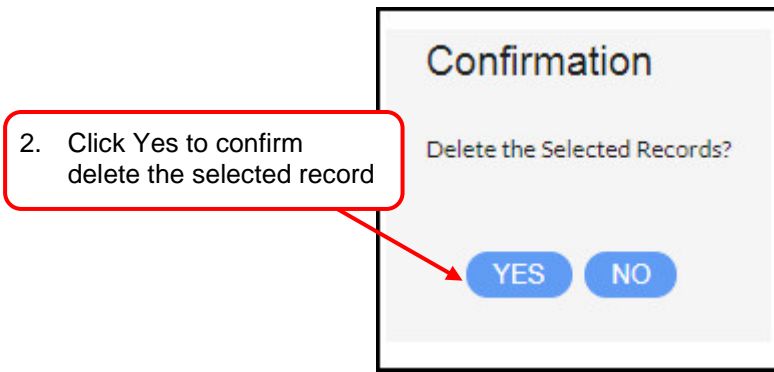 Confirmation
2. Click Yes to confirm
delete the selected record
Delete the Selected Records?
YES NO